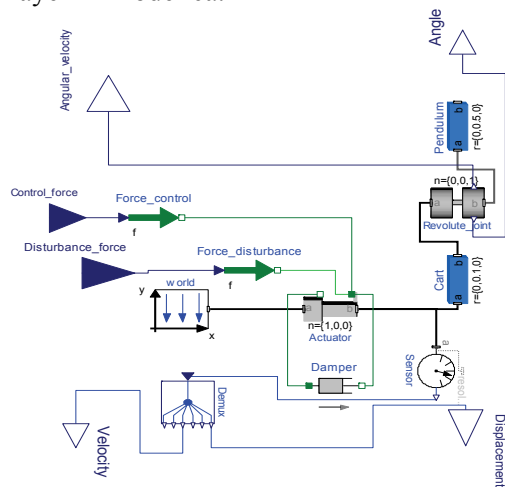 Angle
Angular_velocity
Pendulum
b
a
r={0,0.5,0}
n={0,0,1}
a
b
Revolute_joint
Control_force
Force_control
f
Disturbance_force
Force_disturbance
f
b
Cart
a
r={0,0.1,0}
y
world
x
b
n={1,0,0}
Actuator
a
Damper
Sensor
resol
Demux
Velocity
Displacement